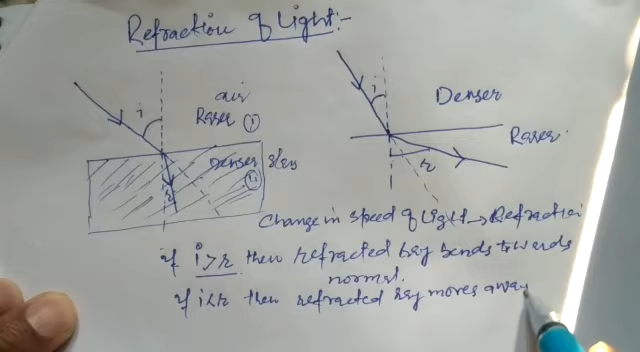 Refraction of Light:-
i
air
Rarer ①
Denser slab
②
r
i
Denser
Rarer
r
Change in speed of Light → Refraction
if i>r then refracted ray bends towards
normal.
if i<r then refracted ray moves away